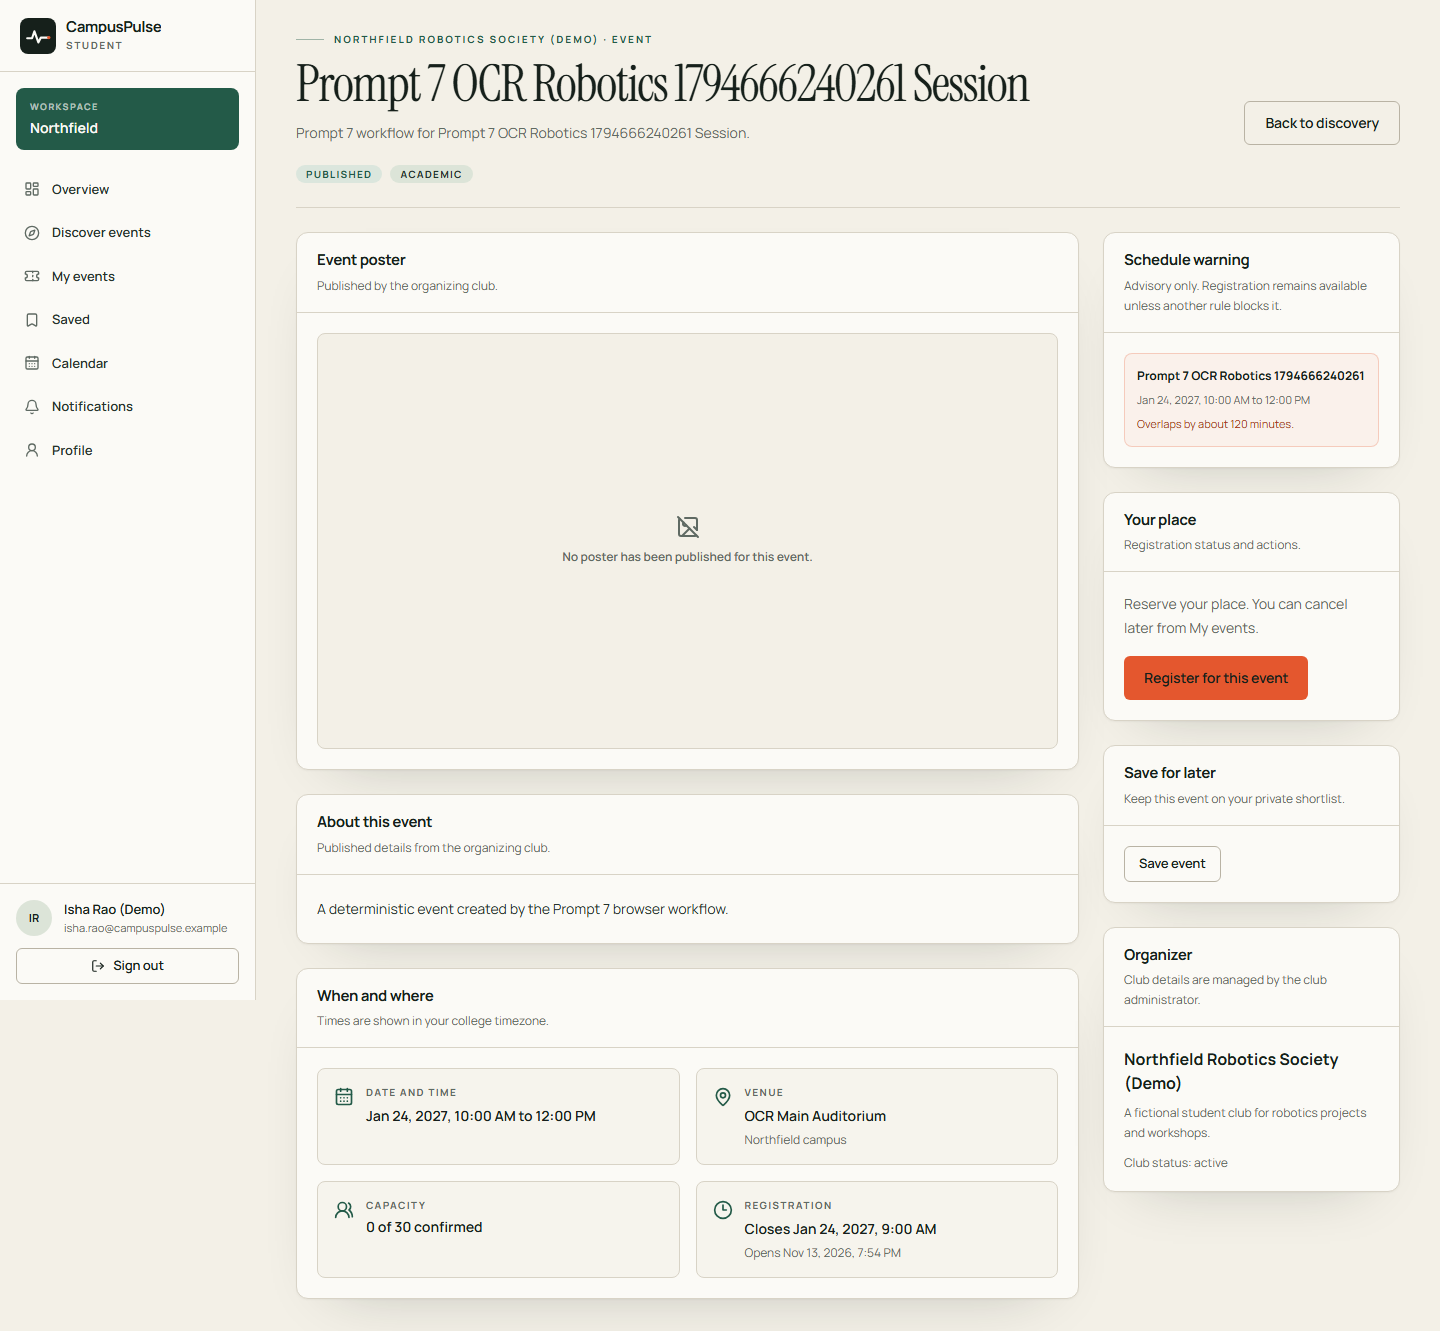 CampusPulse
STUDENT
WORKSPACE
Northfield
Overview
Discover events
My events
Saved
Calendar
Notifications
Profile
IR
Isha Rao (Demo)
isha.rao@campuspulse.example
Sign out
NORTHFIELD ROBOTICS SOCIETY (DEMO) · EVENT
Prompt 7 OCR Robotics 1794666240261 Session
Prompt 7 workflow for Prompt 7 OCR Robotics 1794666240261 Session.
PUBLISHED
ACADEMIC
Back to discovery
Event poster
Published by the organizing club.
No poster has been published for this event.
About this event
Published details from the organizing club.
A deterministic event created by the Prompt 7 browser workflow.
When and where
Times are shown in your college timezone.
DATE AND TIME
Jan 24, 2027, 10:00 AM to 12:00 PM
VENUE
OCR Main Auditorium
Northfield campus
CAPACITY
0 of 30 confirmed
REGISTRATION
Closes Jan 24, 2027, 9:00 AM
Opens Nov 13, 2026, 7:54 PM
Schedule warning
Advisory only. Registration remains available
unless another rule blocks it.
Prompt 7 OCR Robotics 1794666240261
Jan 24, 2027, 10:00 AM to 12:00 PM
Overlaps by about 120 minutes.
Your place
Registration status and actions.
Reserve your place. You can cancel
later from My events.
Register for this event
Save for later
Keep this event on your private shortlist.
Save event
Organizer
Club details are managed by the club
administrator.
Northfield Robotics Society
(Demo)
A fictional student club for robotics projects
and workshops.
Club status: active